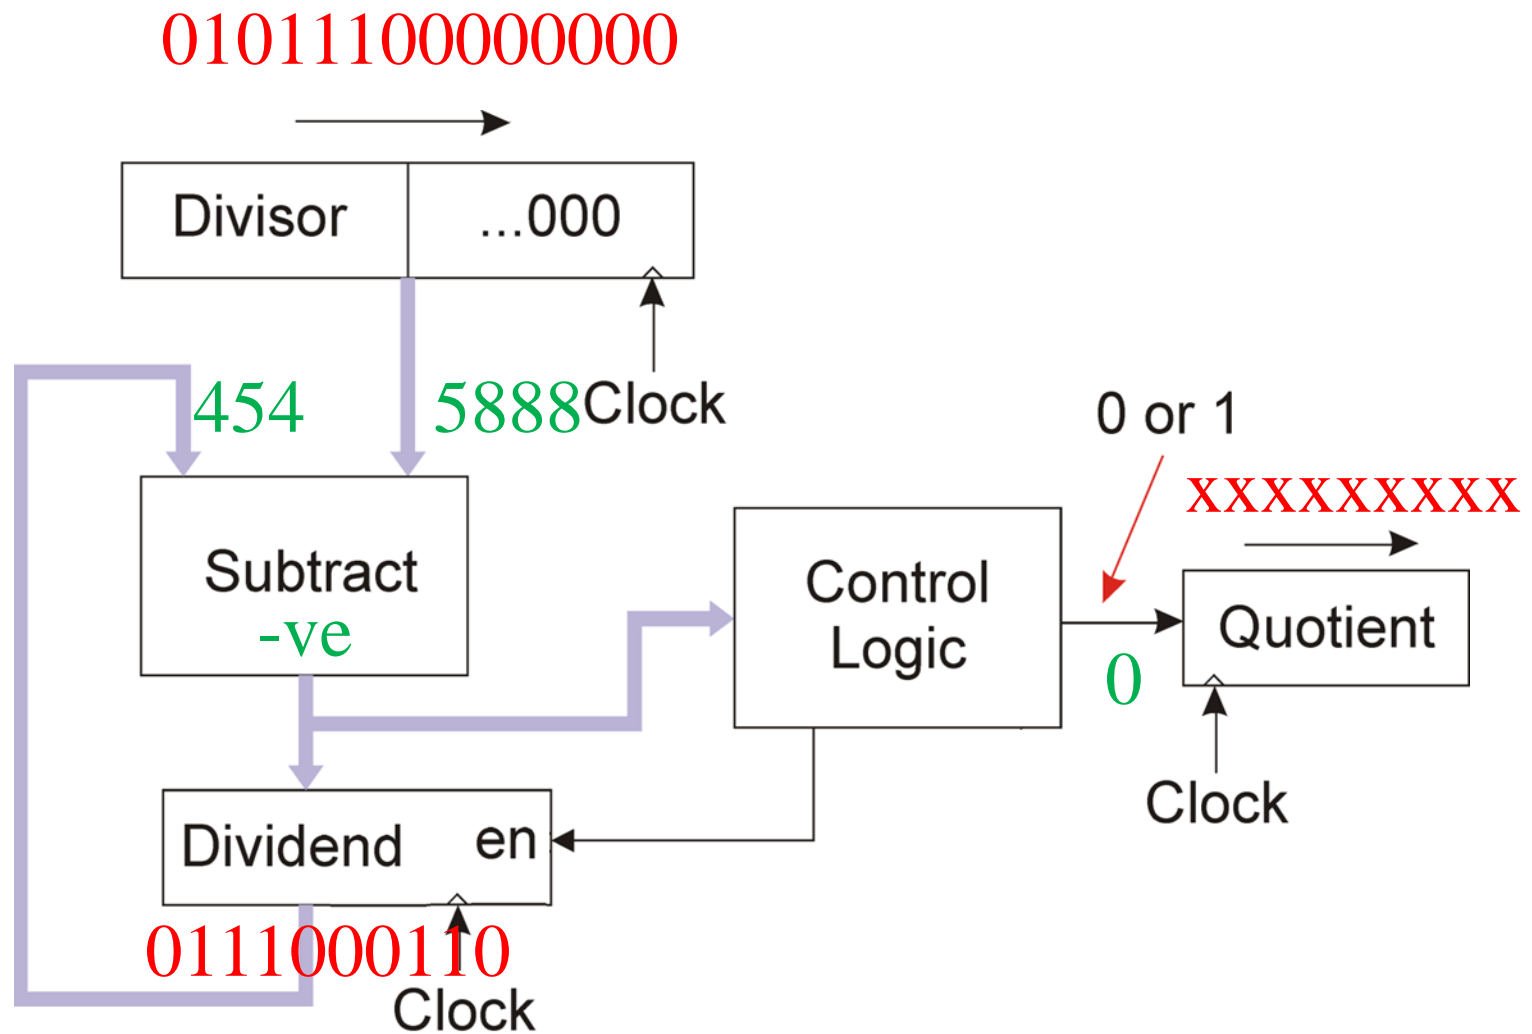 01011100000000
Divisor ...000
454 5888 Clock
0 or 1
xxxxxxxxx
Subtract
-ve
Control
Logic
Quotient
0
Clock
Dividend en
0111000110
Clock